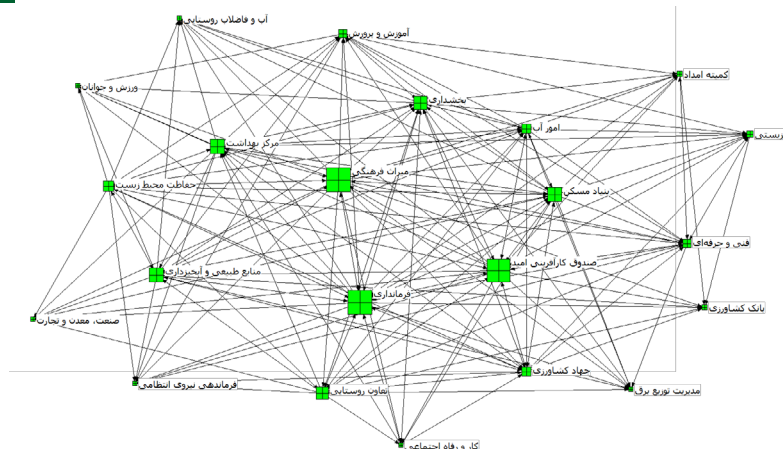 آب و فاضلاب روستایی
آموزش و پرورش
کمیته امداد
ورزش و جوانان
بخشداری
امور آب
بهزیستی
مرکز بهداشت
میراث فرهنگی
حفاظت محیط زیست
بنیاد مسکن
فنی و حرفه‌ای
صندوق کارآفرینی امید
منابع طبیعی و آبخیزداری
فرمانداری
بانک کشاورزی
صنعت، معدن و تجارت
جهاد کشاورزی
فرماندهی نیروی انتظامی
تعاون روستایی
مدیریت توزیع برق
کار و رفاه اجتماعی